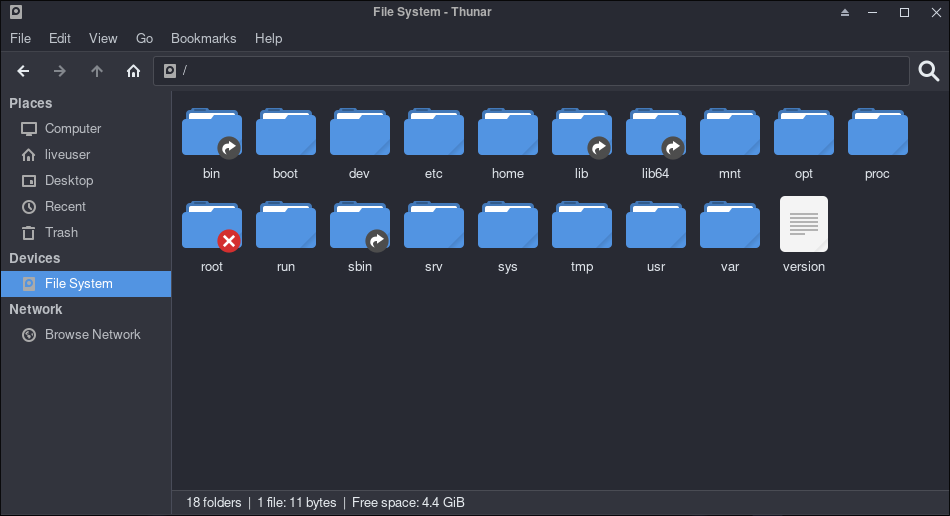 File System - Thunar
File Edit View Go Bookmarks Help
/
Places
Computer
liveuser
Desktop
Recent
Trash
Devices
File System
Network
Browse Network
bin boot dev etc home lib lib64 mnt opt proc
root run sbin srv sys tmp usr var version
18 folders | 1 file: 11 bytes | Free space: 4.4 GiB